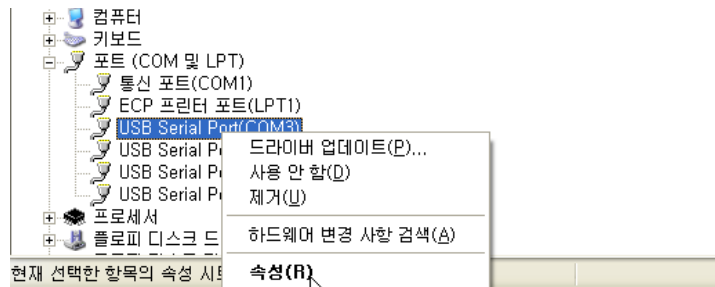 컴퓨터
키보드
포트 (COM 및 LPT)
통신 포트(COM1)
ECP 프린터 포트(LPT1)
USB Serial Port(COM3)
USB Serial
USB Serial
USB Serial
프로세서
플로피 디스크
드라이버 업데이트(P)...
사용 안 함(D)
제거(U)
하드웨어 변경 사항 검색(A)
속성(R)
현재 선택한 항목의 속성